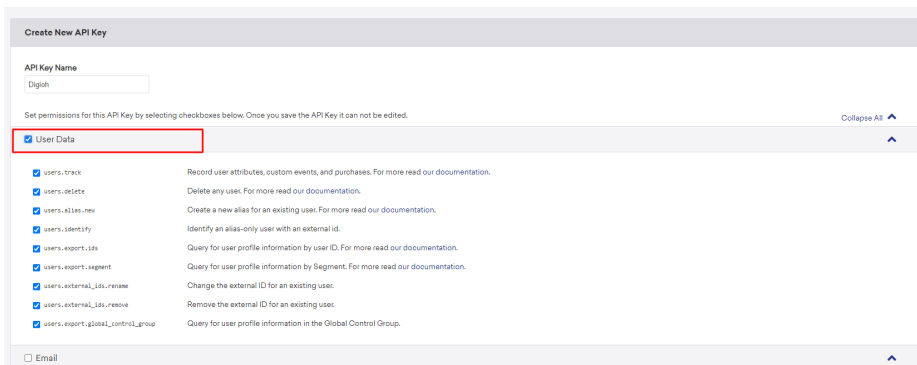 Create New API Key
API Key Name
Digioh
Set permissions for this API Key by selecting checkboxes below. Once you save the API Key it can not be edited.
Collapse All
User Data
users.track Record user attributes, custom events, and purchases. For more read our documentation.
users.delete Delete any user. For more read our documentation.
users.alias.new Create a new alias for an existing user. For more read our documentation.
users.identify Identify an alias-only user with an external id.
users.export.ids Query for user profile information by user ID. For more read our documentation.
users.export.segment Query for user profile information by Segment. For more read our documentation.
users.external_ids.rename Change the external ID for an existing user.
users.external_ids.remove Remove the external ID for an existing user.
users.export.global_control_group Query for user profile information in the Global Control Group.
Email